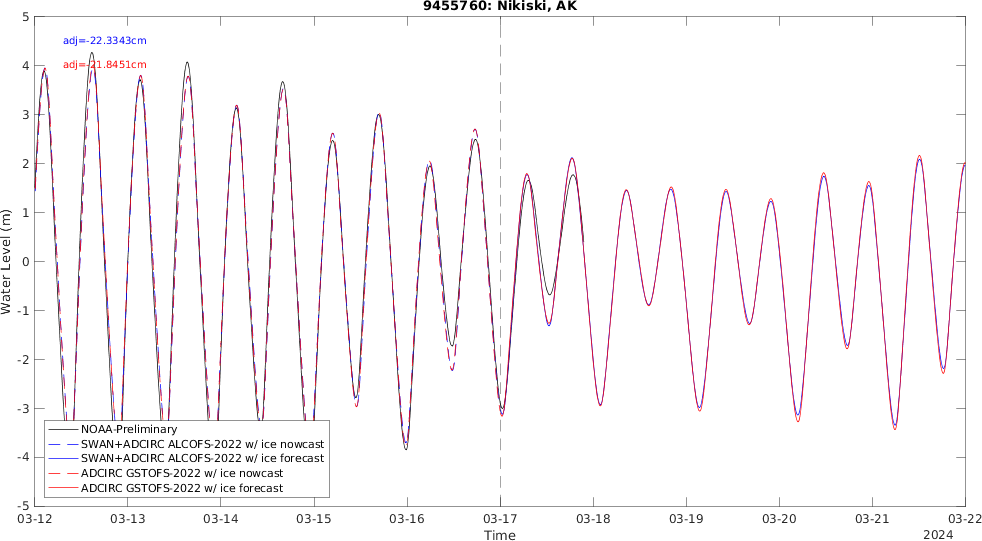 9455760: Nikiski, AK
adj=-22.3343cm
adj=-21.8451cm
Water Level (m)
5
4
3
2
1
0
-1
-2
-3
-4
-5
NOAA-Preliminary
SWAN+ADCIRC ALCOFS-2022 w/ ice nowcast
SWAN+ADCIRC ALCOFS-2022 w/ ice forecast
ADCIRC GSTOFS-2022 w/ ice nowcast
ADCIRC GSTOFS-2022 w/ ice forecast
03-12 03-13 03-14 03-15 03-16 03-17 03-18 03-19 03-20 03-21 03-22
Time
2024